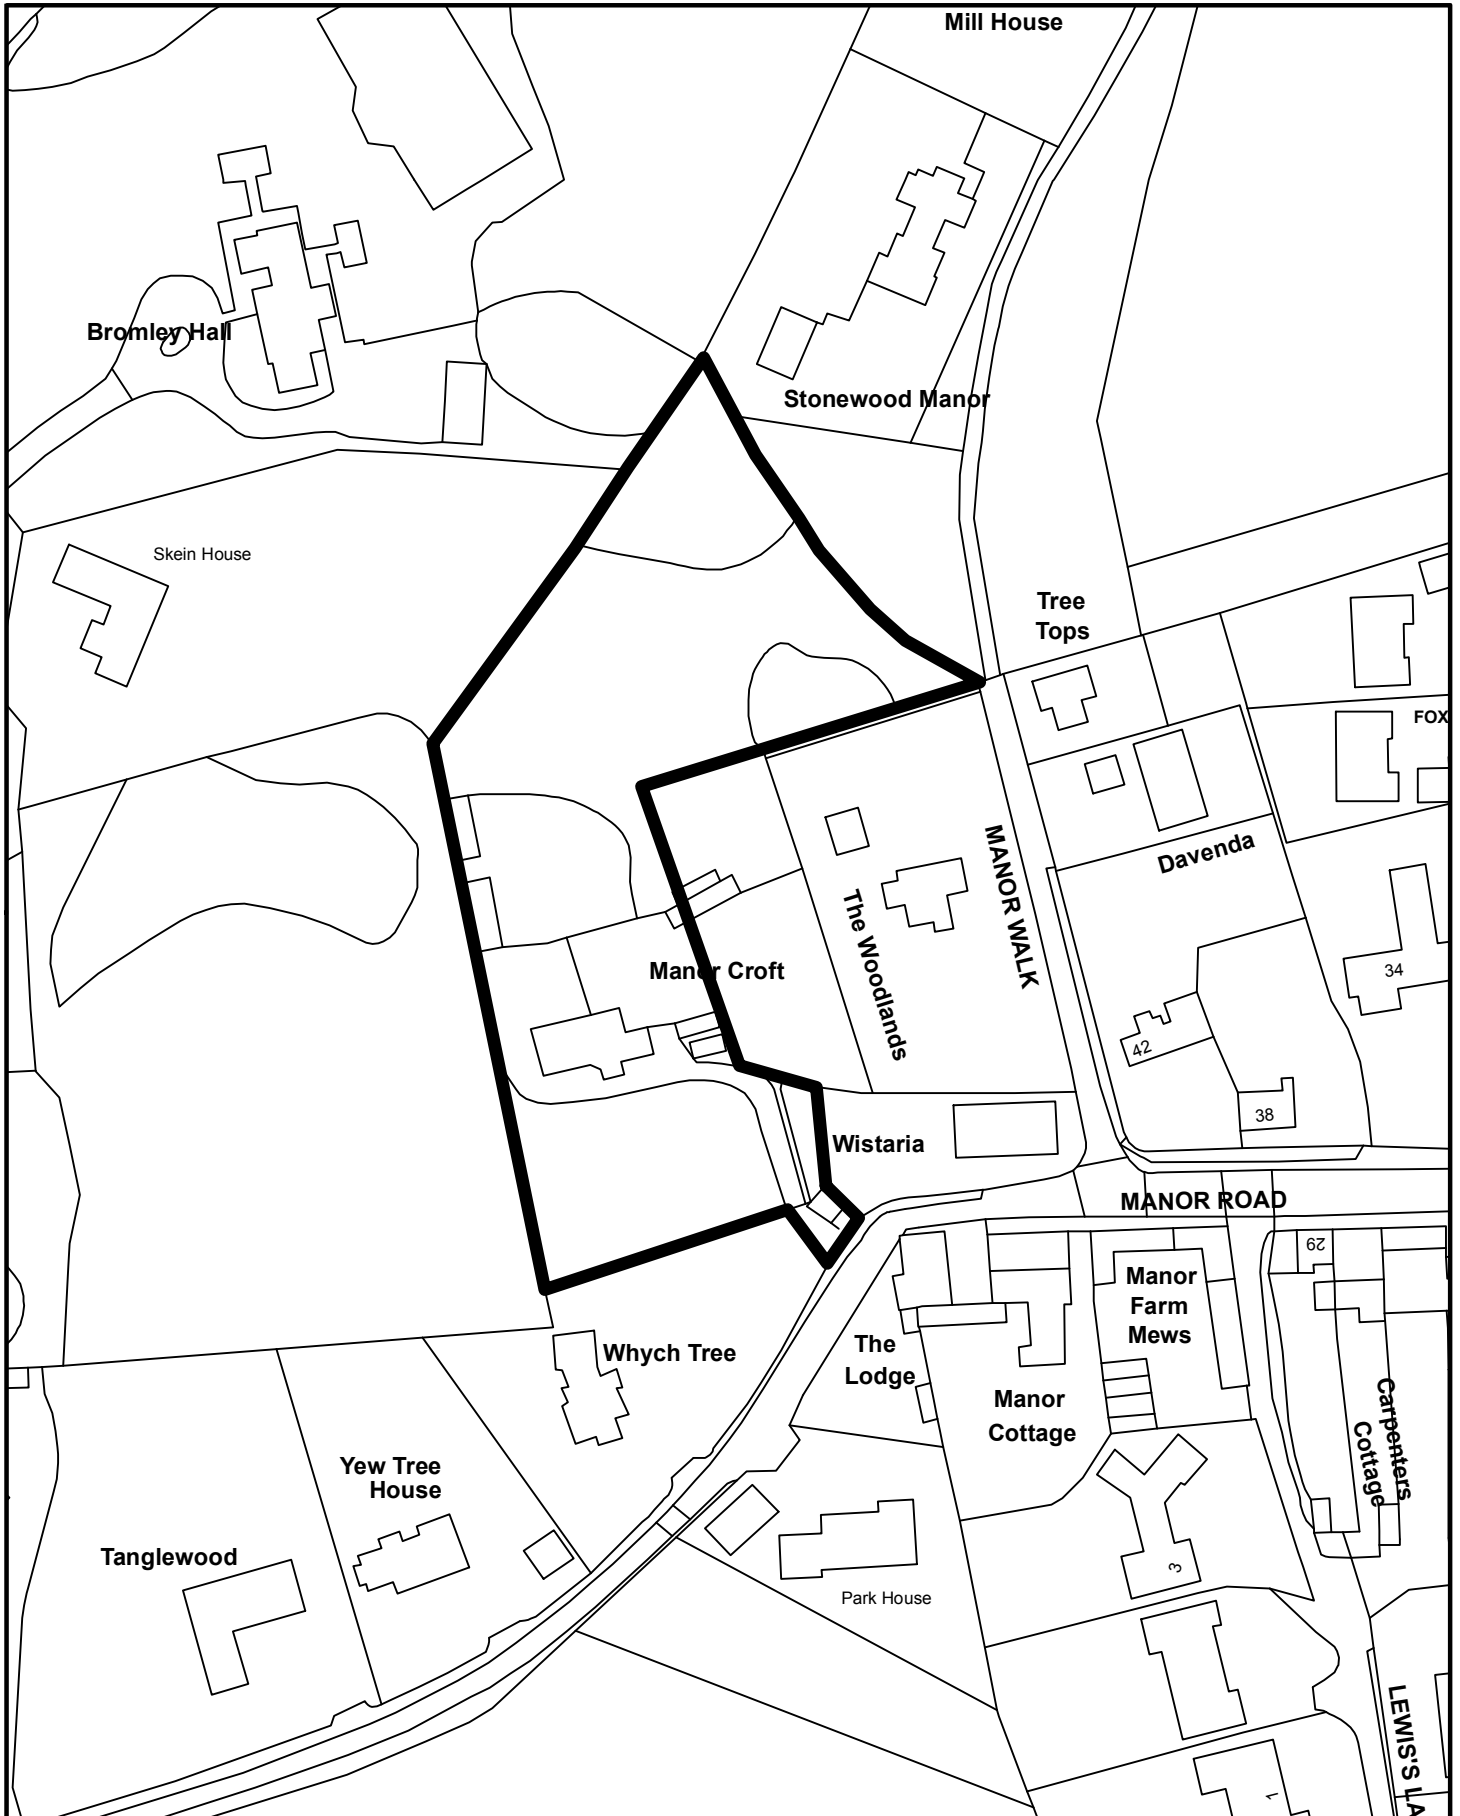 Mill House
Bromley Hall
Stonewood Manor
Skein House
Tree
Tops
FOX
MANOR WALK
Davenda
The Woodlands
Manor Croft
34
42
38
Wistaria
MANOR ROAD
29
Manor
Farm
Mews
The
Lodge
Whych Tree
Manor
Cottage
Carpenters
Cottage
Yew Tree
House
Tanglewood
3
Park House
LEWIS'S LA
1